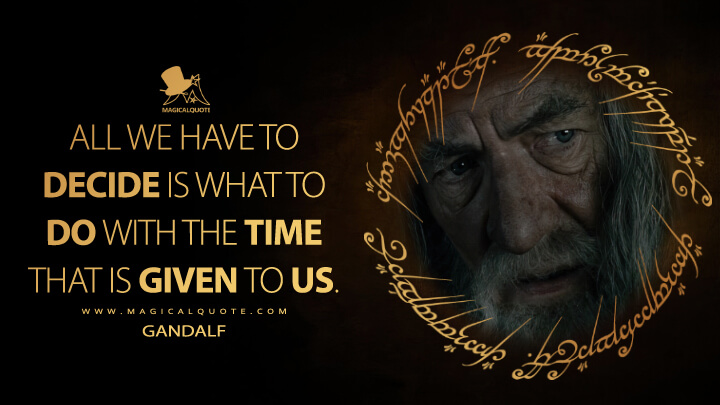 MAGICALQUOTE
ALL WE HAVE TO
DECIDE IS WHAT TO
DO WITH THE TIME
THAT IS GIVEN TO US.
WWW.MAGICALQUOTE.COM
GANDALF